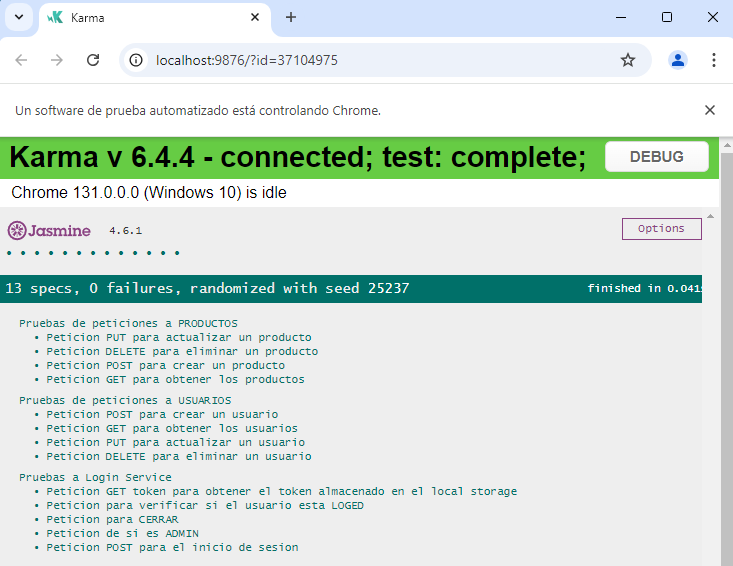 Karma
localhost:9876/?id=37104975
Un software de prueba automatizado está controlando Chrome.
Karma v 6.4.4 - connected; test: complete;
DEBUG
Chrome 131.0.0.0 (Windows 10) is idle
Jasmine 4.6.1
Options
13 specs, 0 failures, randomized with seed 25237
finished in 0.041s
Pruebas de peticiones a PRODUCTOS
• Peticion PUT para actualizar un producto
• Peticion DELETE para eliminar un producto
• Peticion POST para crear un producto
• Peticion GET para obtener los productos
Pruebas de peticiones a USUARIOS
• Peticion POST para crear un usuario
• Peticion GET para obtener los usuarios
• Peticion PUT para actualizar un usuario
• Peticion DELETE para eliminar un usuario
Pruebas a Login Service
• Peticion GET token para obtener el token almacenado en el local storage
• Peticion para verificar si el usuario esta LOGED
• Peticion para CERRAR
• Peticion de si es ADMIN
• Peticion POST para el inicio de sesion